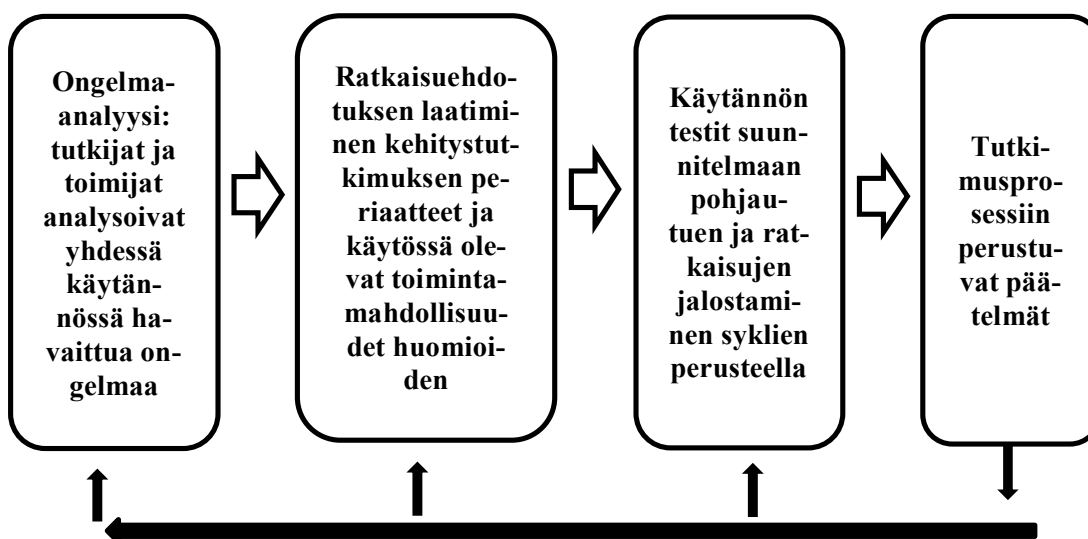 Ongelma-
analyysi:
tutkijat ja
toimijat
analysoivat
yhdessä
käytän-
nössä ha-
vaittua on-
gelmaa
Ratkaisuehdo-
tuksen laatimi-
nen kehitystut-
kimuksen pe-
riaatteet ja
käytössä ole-
vat toiminta-
mahdollisuu-
det huomioi-
den
Käytännön
testit suun-
nitelmaan
pohjau-
tuen ja rat-
kaisujen
jalostami-
nen syklien
perusteella
Tutki-
muspro-
sessiin
perustu-
vat pää-
telmät